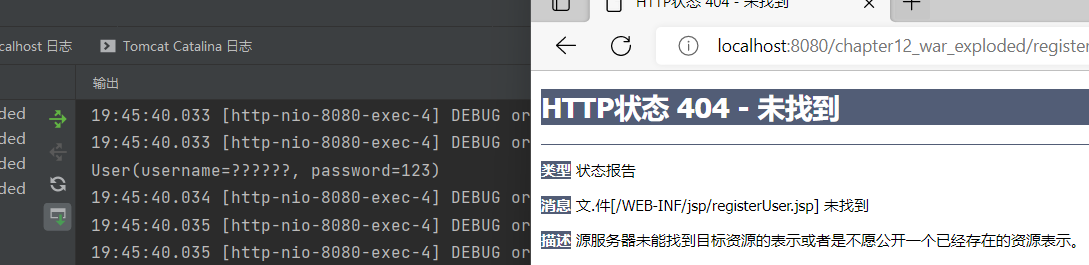 calhost 日志
Tomcat Catalina 日志
输出
ded
ded
ded
ded
19:45:40.033 [http-nio-8080-exec-4] DEBUG or
19:45:40.033 [http-nio-8080-exec-4] DEBUG or
User(username=??????, password=123)
19:45:40.034 [http-nio-8080-exec-4] DEBUG or
19:45:40.035 [http-nio-8080-exec-4] DEBUG or
19:45:40.035 [http-nio-8080-exec-4] DEBUG or
HTTP状态 404 - 未找到
localhost:8080/chapter12_war_exploded/register
HTTP状态 404 - 未找到
类型 状态报告
消息 文.件[/WEB-INF/jsp/registerUser.jsp] 未找到
描述 源服务器未能找到目标资源的表示或者是不愿公开一个已经存在的资源表示。